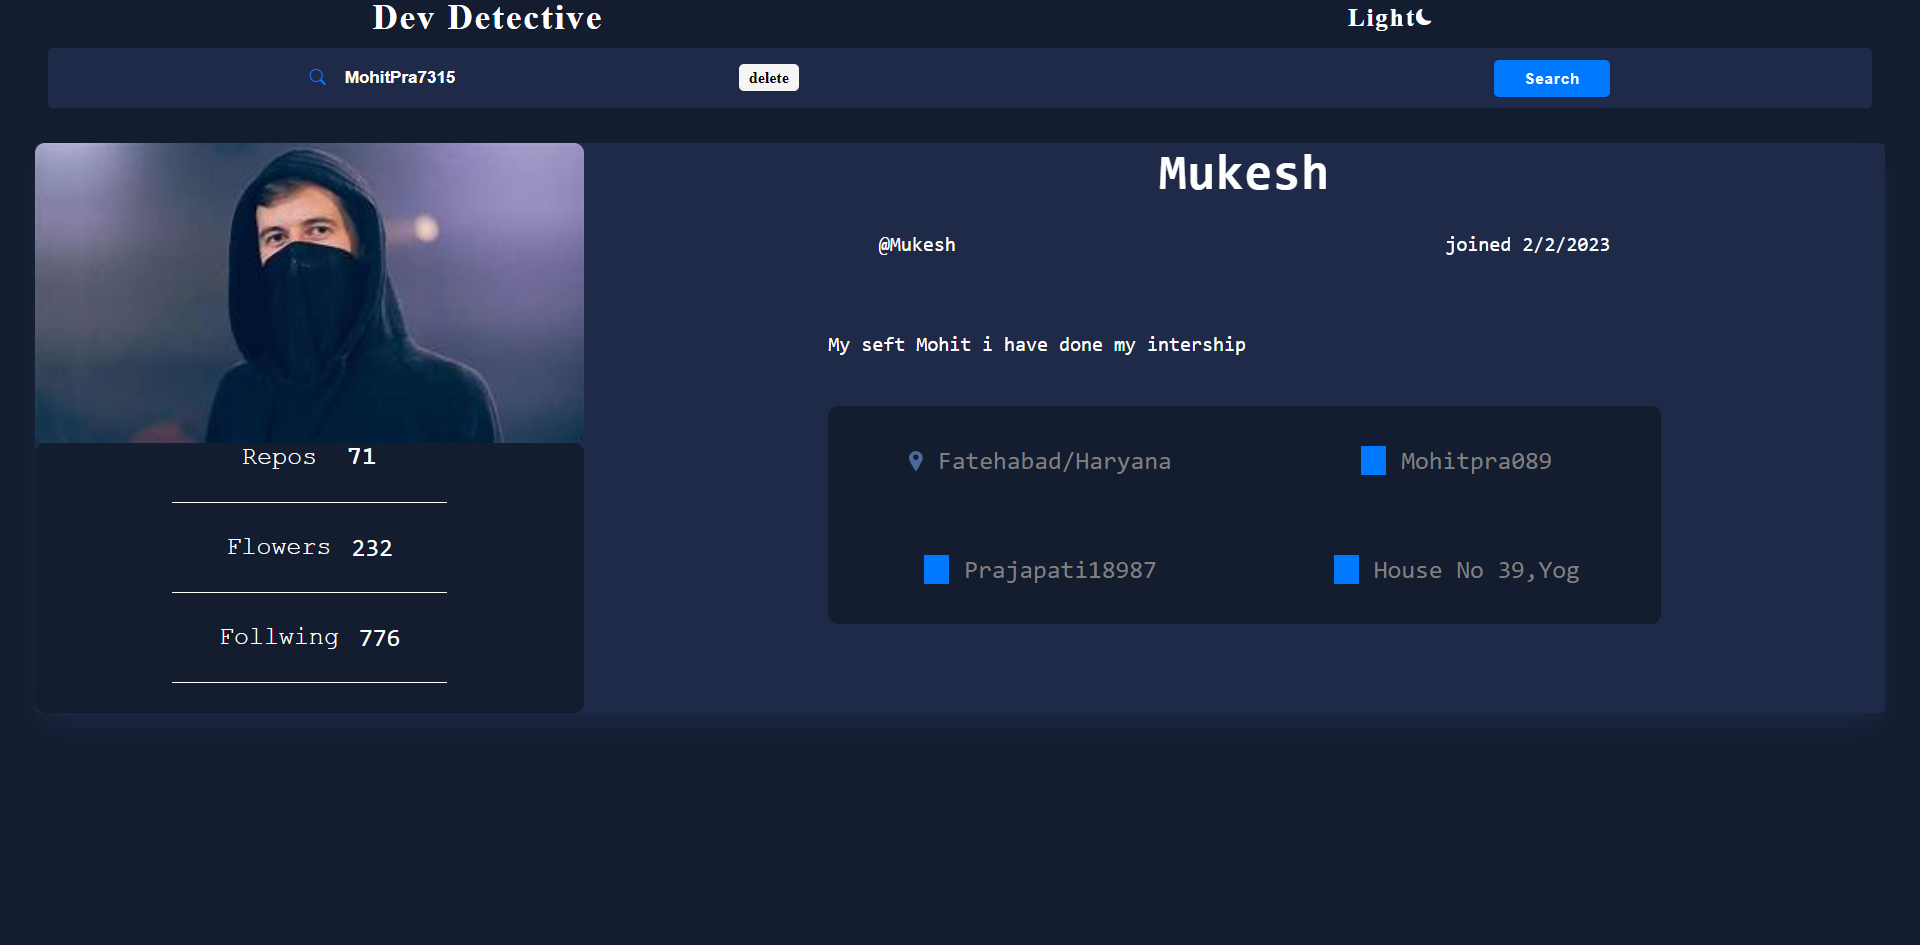 Dev Detective
Light
MohitPra7315
delete
Search
Mukesh
@Mukesh
joined 2/2/2023
My seft Mohit i have done my intership
Repos 71
Flowers 232
Follwing 776
Fatehabad/Haryana
Mohitpra089
Prajapati18987
House No 39,Yog